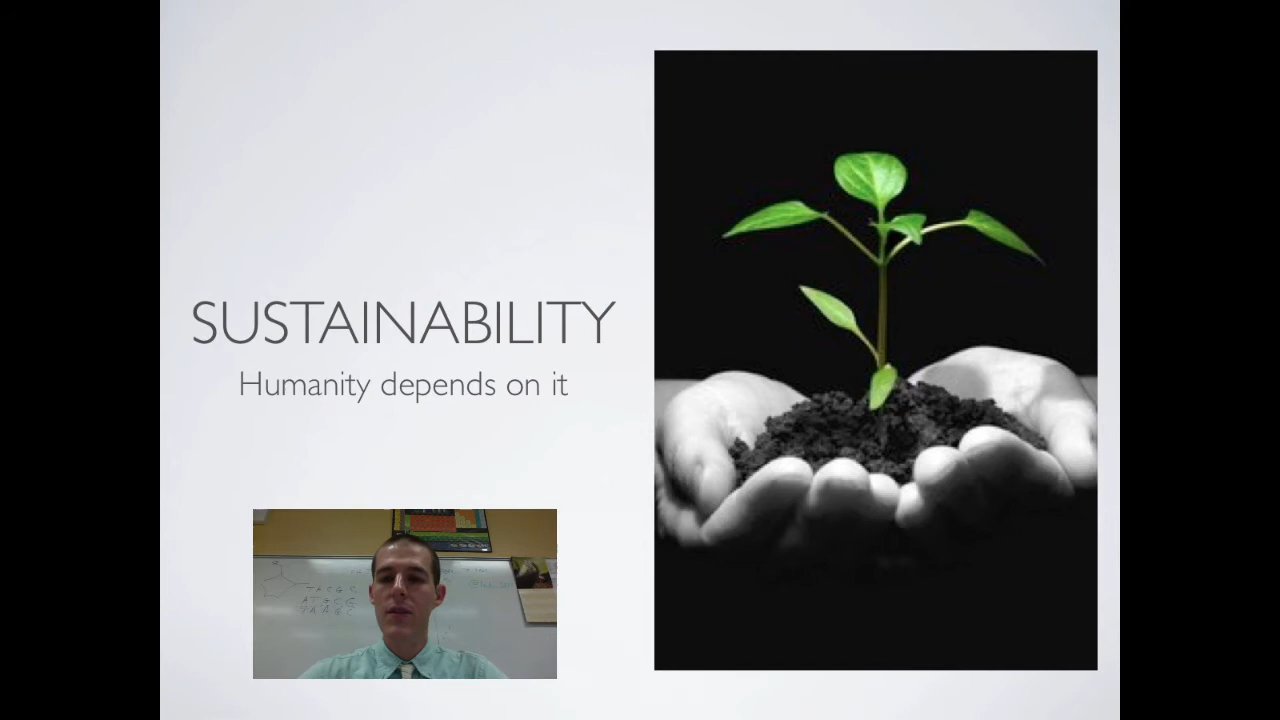 SUSTAINABILITY
Humanity depends on it
T A C G C
A T G C C
T A A G C